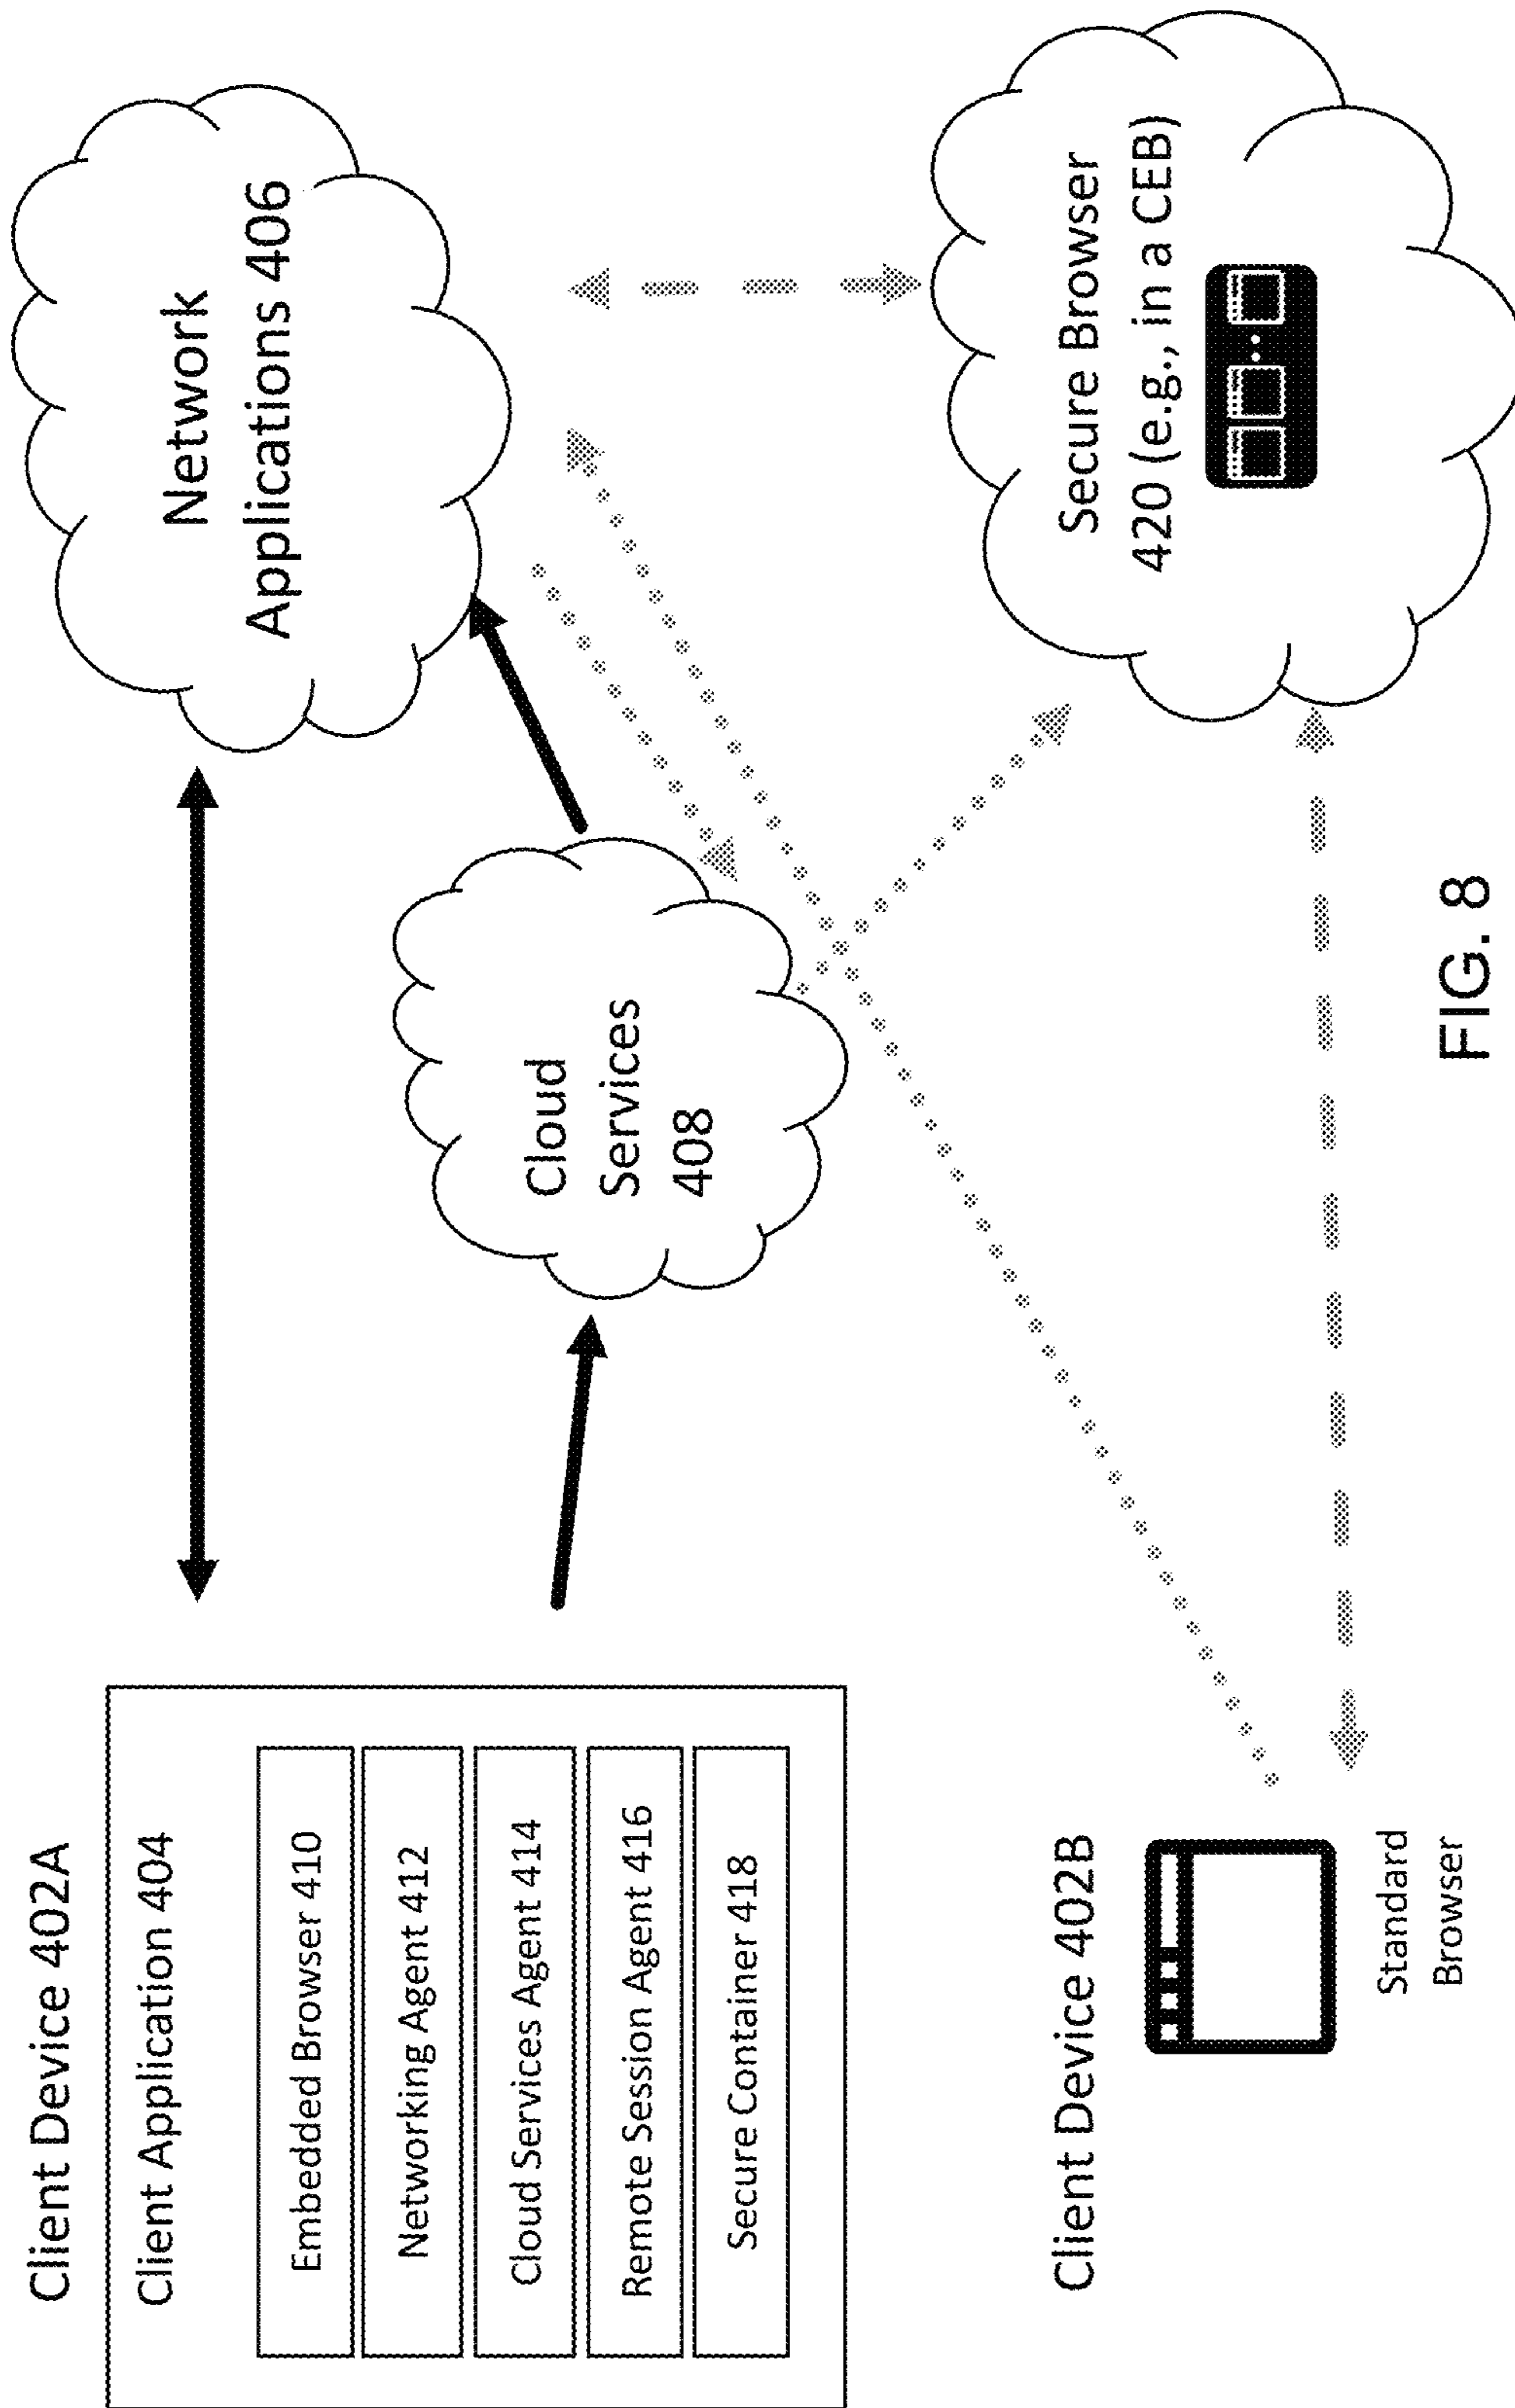 Client Device 402A
Client Application 404
Embedded Browser 410
Networking Agent 412
Cloud Services Agent 414
Remote Session Agent 416
Secure Container 418
Network
Applications 406
Cloud
Services
408
Client Device 402B
Standard
Browser
Secure Browser
420 (e.g., in a CEB)
FIG. 8